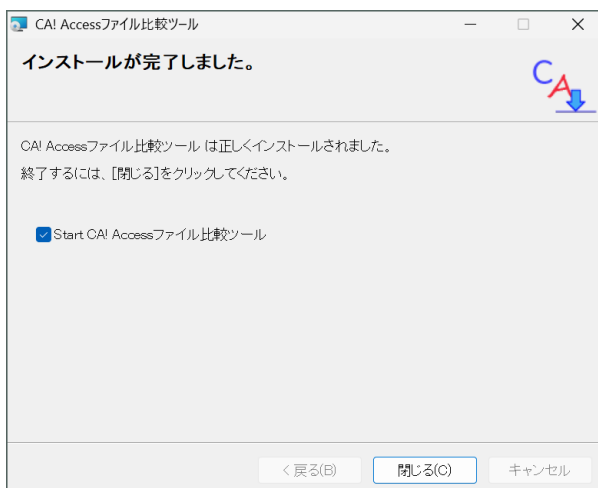 CA! Accessファイル比較ツール
インストールが完了しました。
CA
CA! Accessファイル比較ツール は正しくインストールされました。
終了するには、[閉じる]をクリックしてください。
Start CA! Accessファイル比較ツール
< 戻る(B)
閉じる(C)
キャンセル